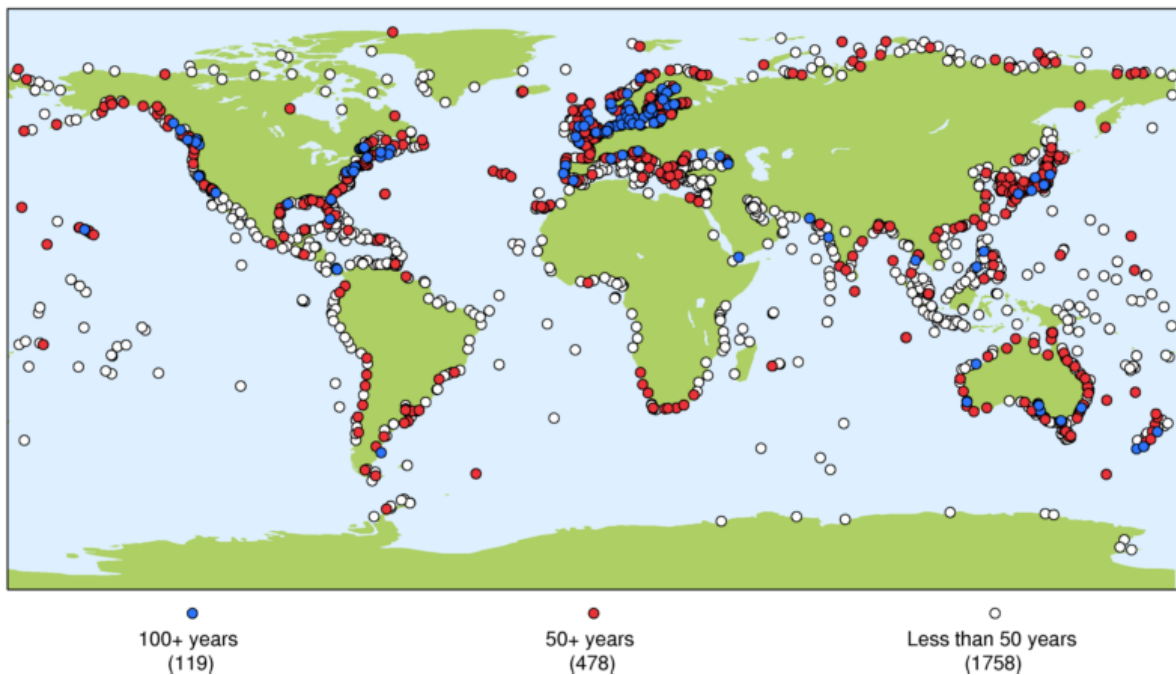 100+ years
(119)
50+ years
(478)
Less than 50 years
(1758)